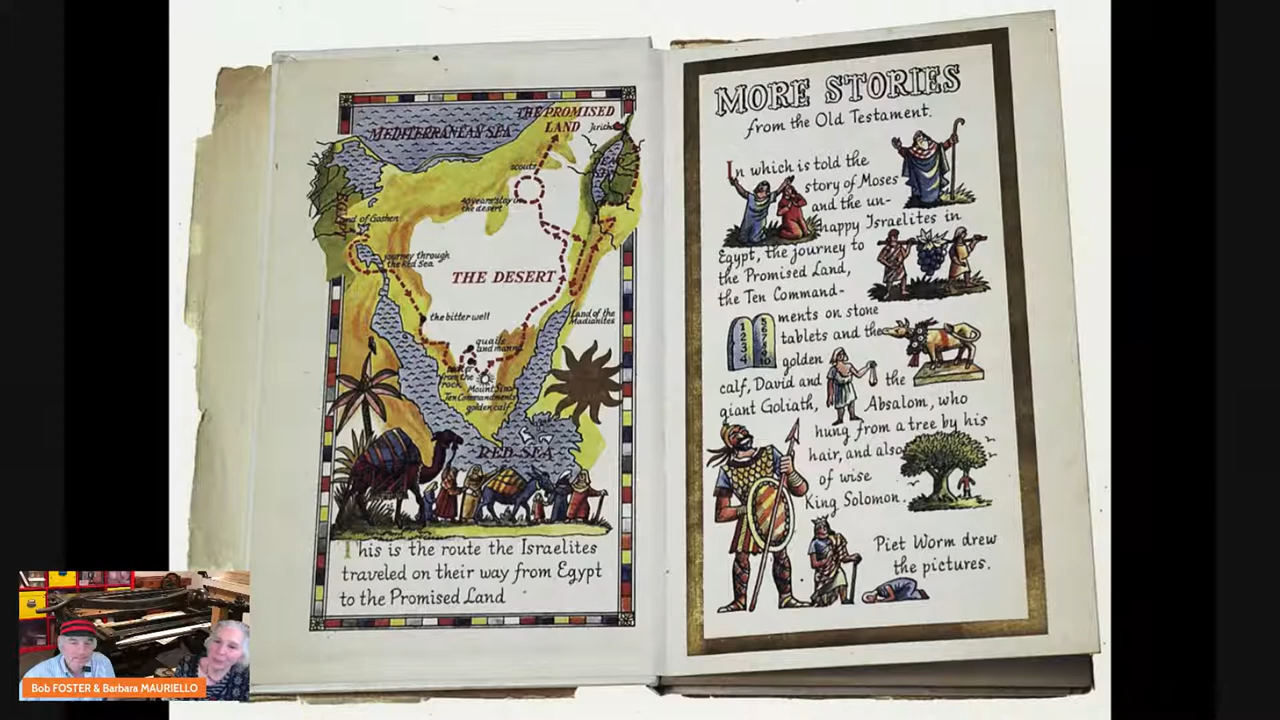 MEDITERRANEAN SEA
THE PROMISED
LAND
Jericho
scouts
40 years stay in
the desert
Land of Goshen
journey through
the Red Sea
THE DESERT
the bitter well
Land of the
Madianites
quails
and manna
from the
rock
Mount Sinai
Ten Commandments
golden calf
RED SEA
This is the route the Israelites
traveled on their way from Egypt
to the Promised Land
MORE STORIES
from the Old Testament.
In which is told the
story of Moses
and the un-
happy Israelites in
Egypt, the journey to
the Promised Land,
the Ten Command-
ments on stone
tablets and the
golden
calf, David and the
giant Goliath, Absalom, who
hung from a tree by his
hair, and also
of wise
King Solomon.
Piet Worm drew
the pictures.
Bob FOSTER & Barbara MAURIELLO